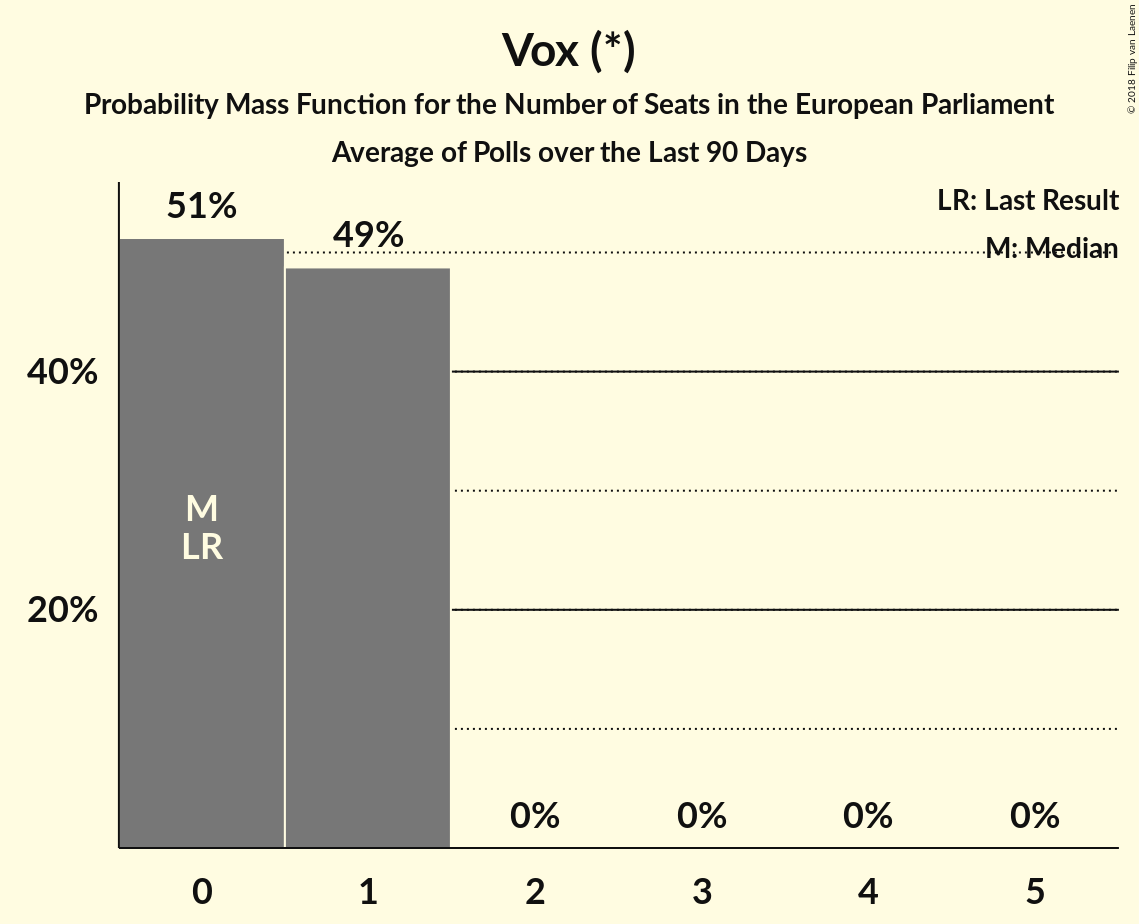 Vox (*)
Probability Mass Function for the Number of Seats in the European Parliament
Average of Polls over the Last 90 Days
© 2018 Filip van Laenen
LR: Last Result
M: Median
51%
49%
40%
20%
M
LR
0%
0%
0%
0%
0
1
2
3
4
5